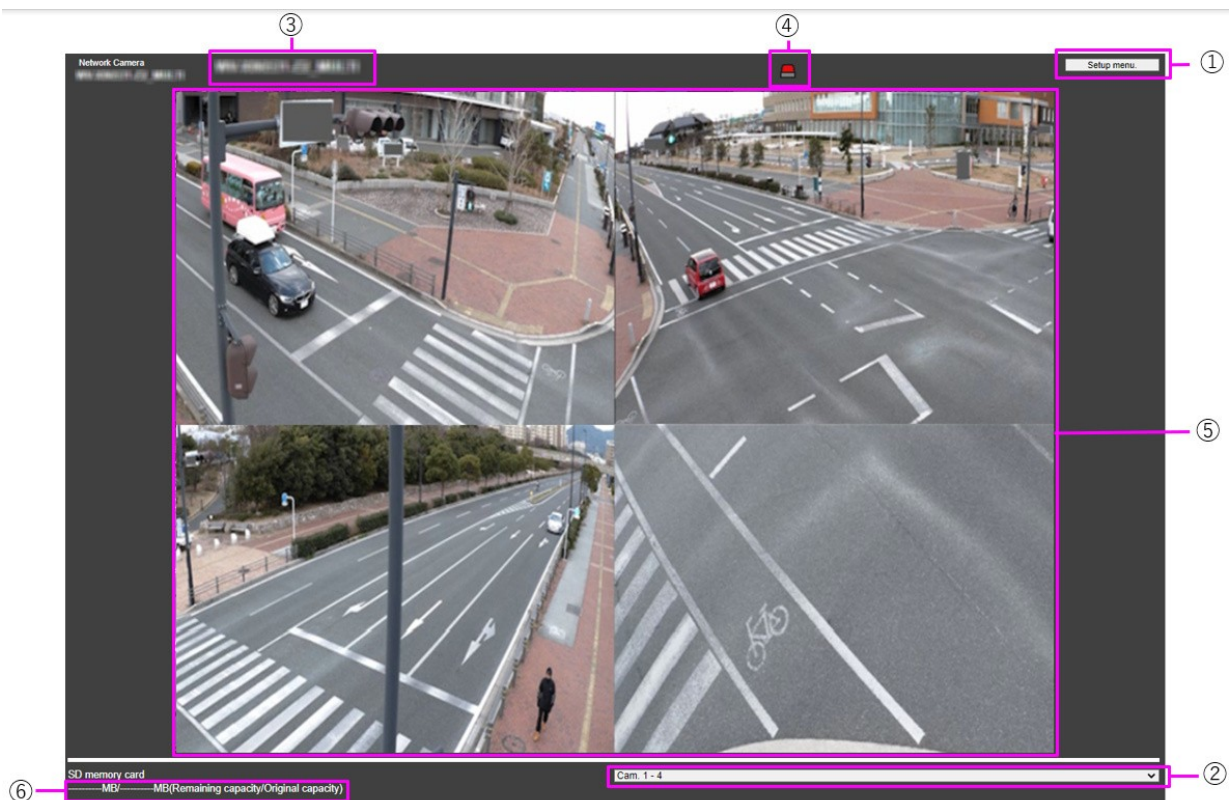 ③
④
①
Network Camera
Setup menu.
⑤
SD memory card
Cam. 1 - 4
②
----------MB/----------MB(Remaining capacity/Original capacity)
⑥